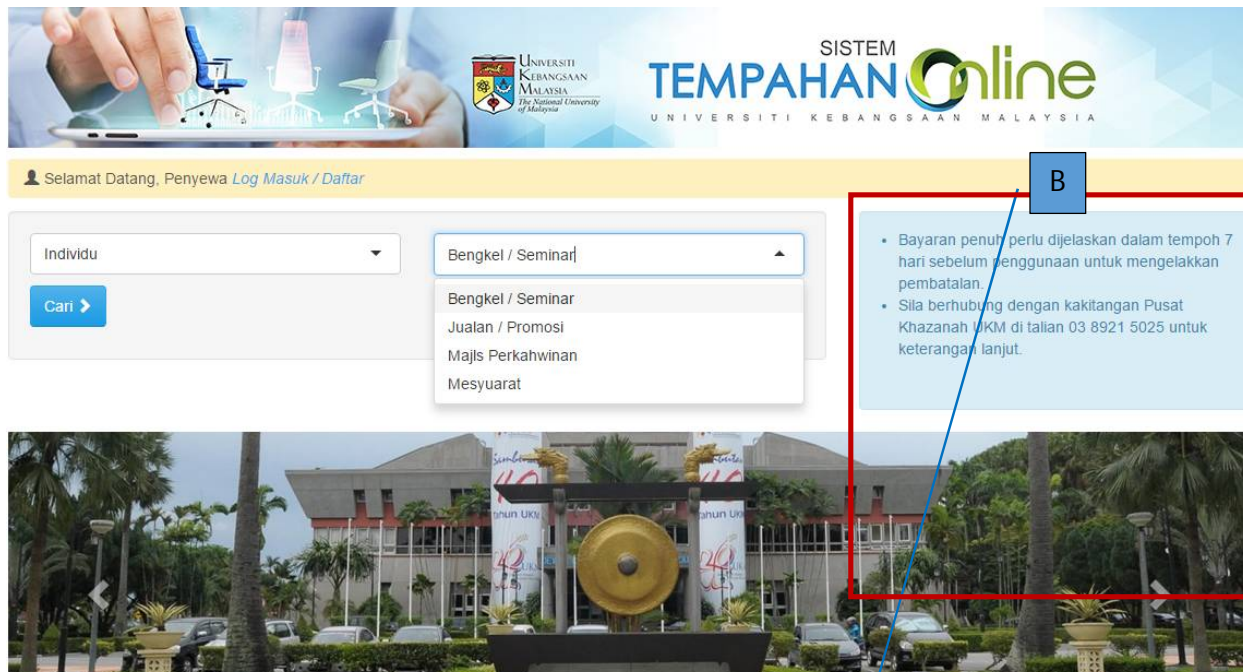 UNIVERSITI
KEBANGSAAN
MALAYSIA
The National University
of Malaysia
SISTEM
TEMPAHAN Online
UNIVERSITI KEBANGSAAN MALAYSIA
Selamat Datang, Penyewa Log Masuk / Daftar
B
Individu
Bengkel / Seminar
Cari
Bengkel / Seminar
Jualan / Promosi
Majls Perkahwinan
Mesyuarat
Bayaran penuh perlu dijelaskan dalam tempoh 7
hari sebelum penggunaan untuk mengelakkan
pembatalan.
Sila berhubung dengan kakitangan Pusat
Khazanah UKM di talian 03 8921 5025 untuk
keterangan lanjut.
40
tahun UKM